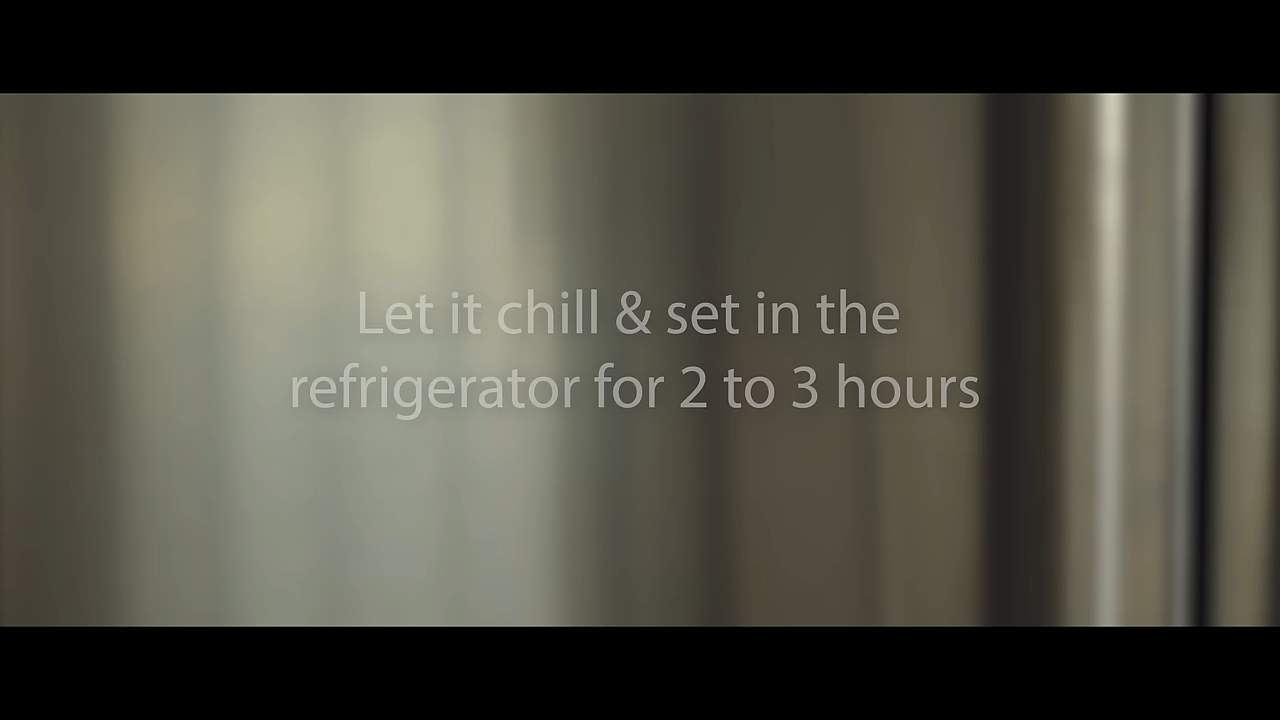 Let it chill & set in the
refrigerator for 2 to 3 hours